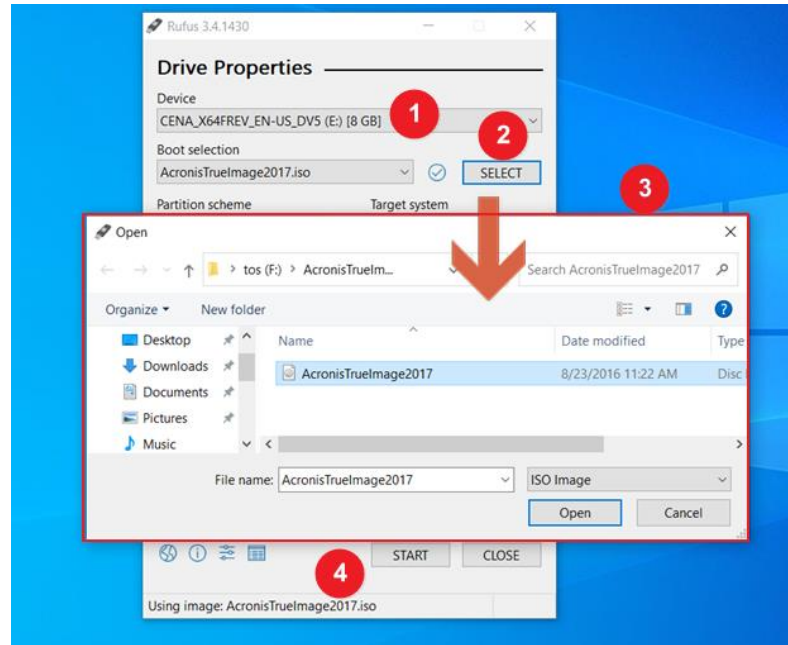 Rufus 3.4.1430
Drive Properties
Device
1
CENA_X64FREV_EN-US_DV5 (E:) [8 GB]
2
Boot selection
AcronisTrueImage2017.iso
SELECT
3
Partition scheme Target system
Open
tos (F:) > AcronisTrueIm... Search AcronisTrueImage2017
Organize New folder
Desktop
Name Date modified Type
Downloads
AcronisTrueImage2017 8/23/2016 11:22 AM Disc
Documents
Pictures
Music
File name: AcronisTrueImage2017 ISO Image
Open Cancel
4
START CLOSE
Using image: AcronisTrueImage2017.iso